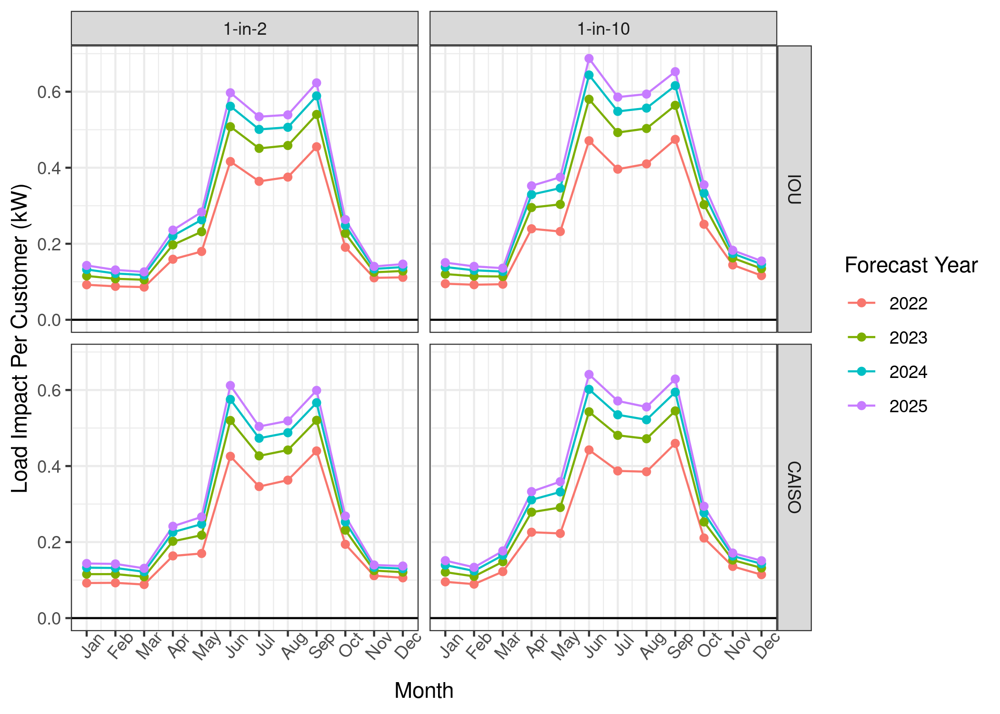 1-in-2
1-in-10
0.6
0.4
0.2
0.0
IOU
0.6
0.4
0.2
0.0
CAISO
Load Impact Per Customer (kW)
Jan Feb Mar Apr May Jun Jul Aug Sep Oct Nov Dec
Jan Feb Mar Apr May Jun Jul Aug Sep Oct Nov Dec
Month
Forecast Year
2022
2023
2024
2025